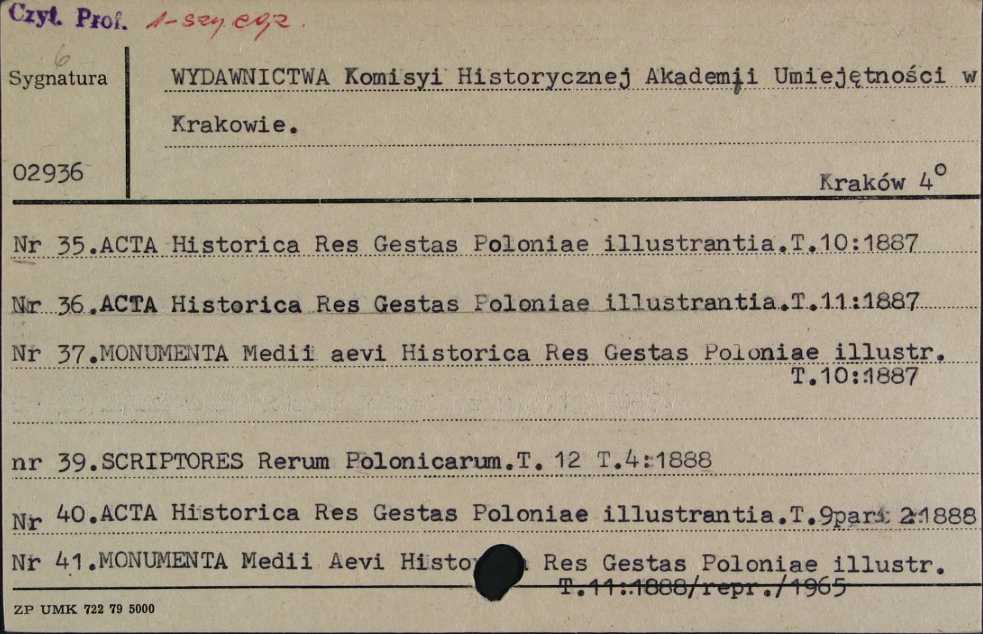 Czyt. Prof. 1-szy egz.
6
Sygnatura
WYDAWNICTWA Komisyi Historycznej Akademji Umiejętności w
Krakowie.
02936
Kraków 4°
Nr 35.ACTA Historica Res Gestas Poloniae illustrantia.T.10:1887
Nr 36.ACTA Historica Res Gestas Poloniae illustrantia.T.11:1887
Nr 37.MONUMENTA Medii aevi Historica Res Gestas Poloniae illustr.
T.10:1887
nr 39.SCRIPTORES Rerum Polonicarum.T. 12 T.4:1888
Nr 40.ACTA Historica Res Gestas Poloniae illustrantia.T.9pars 2:1888
Nr 41.MONUMENTA Medii Aevi Res Gestas Poloniae illustr.
T.11:1888/repr./1965
ZP UMK 722 79 5000